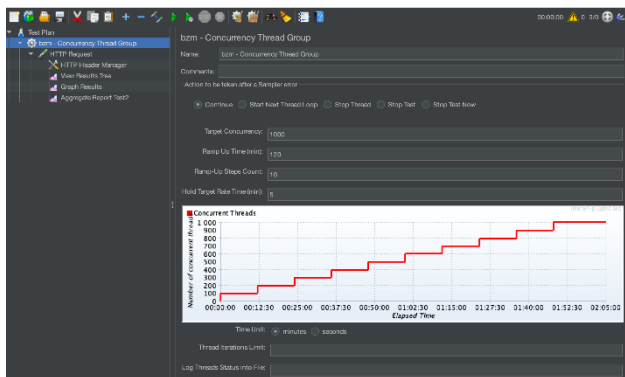 00:00:00 0 0/0
Test Plan
bzm - Concurrency Thread Group
HTTP Request
HTTP Header Manager
View Results Tree
Graph Results
Aggregate Report Test2
bzm - Concurrency Thread Group
Name: bzm - Concurrency Thread Group
Comments:
Action to be taken after a Sampler error
Continue Start Next Thread Loop Stop Thread Stop Test Stop Test Now
Target Concurrency: 1000
Ramp Up Time (min): 120
Ramp-Up Steps Count: 10
Hold Target Rate Time (min): 5
Concurrent Threads
Number of concurrent threads
1 000
900
800
700
600
500
400
300
200
100
0
00:00:00 00:12:30 00:25:00 00:37:30 00:50:00 01:02:30 01:15:00 01:27:30 01:40:00 01:52:30 02:05:00
Elapsed Time
Time Unit: minutes seconds
Thread Iterations Limit:
Log Threads Status into File: